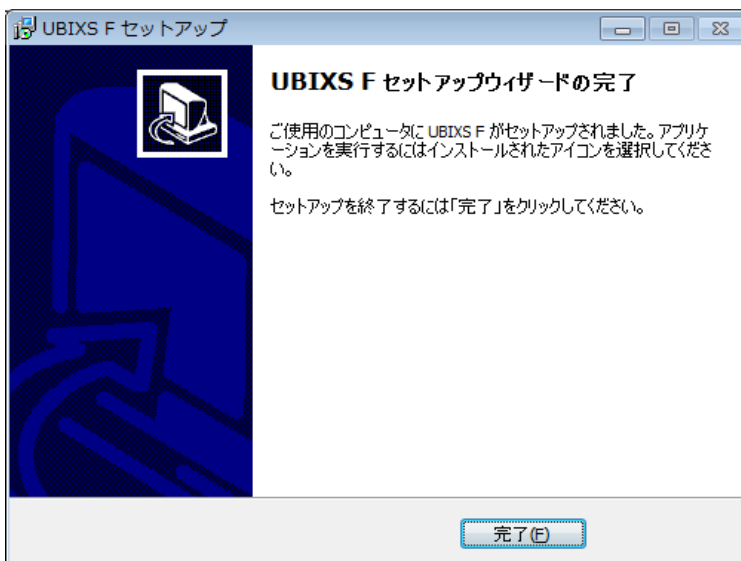 UBIXS F セットアップ
UBIXS F セットアップウィザードの完了
ご使用のコンピュータに UBIXS F がセットアップされました。アプリケ
ーションを実行するにはインストールされたアイコンを選択してくださ
い。
セットアップを終了するには「完了」をクリックしてください。
完了(F)